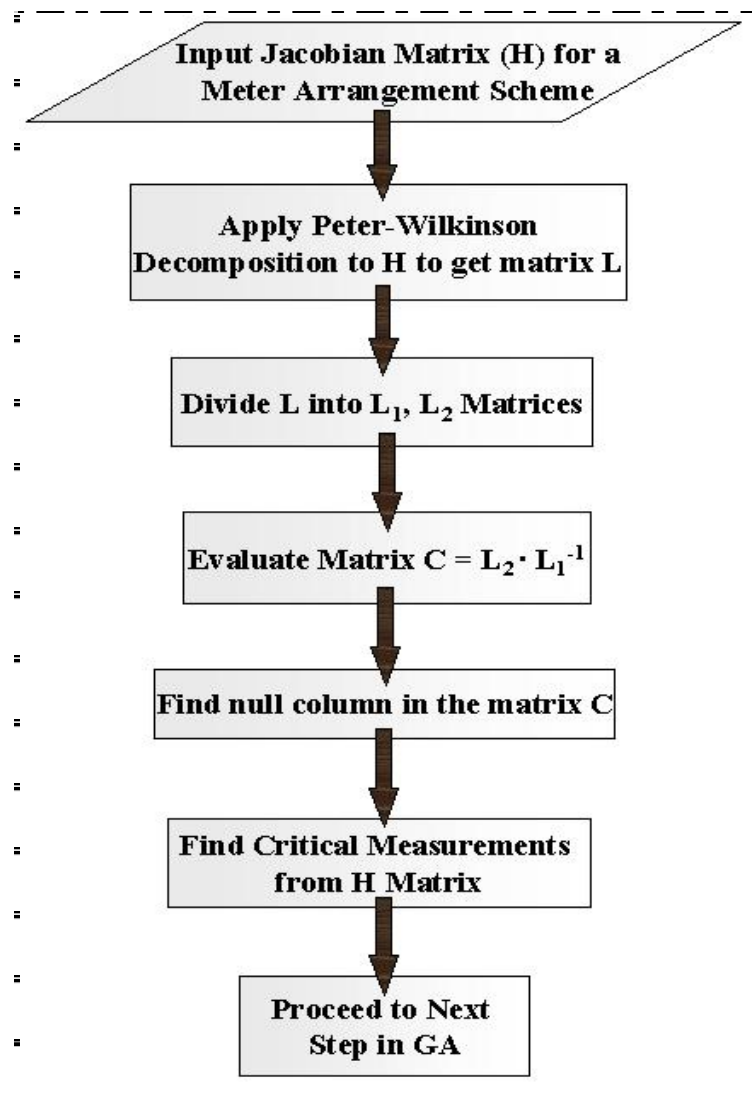 Input Jacobian Matrix (H) for a
Meter Arrangement Scheme
Apply Peter-Wilkinson
Decomposition to H to get matrix L
Divide L into L₁, L₂ Matrices
Evaluate Matrix C = L₂ · L₁⁻¹
Find null column in the matrix C
Find Critical Measurements
from H Matrix
Proceed to Next
Step in GA